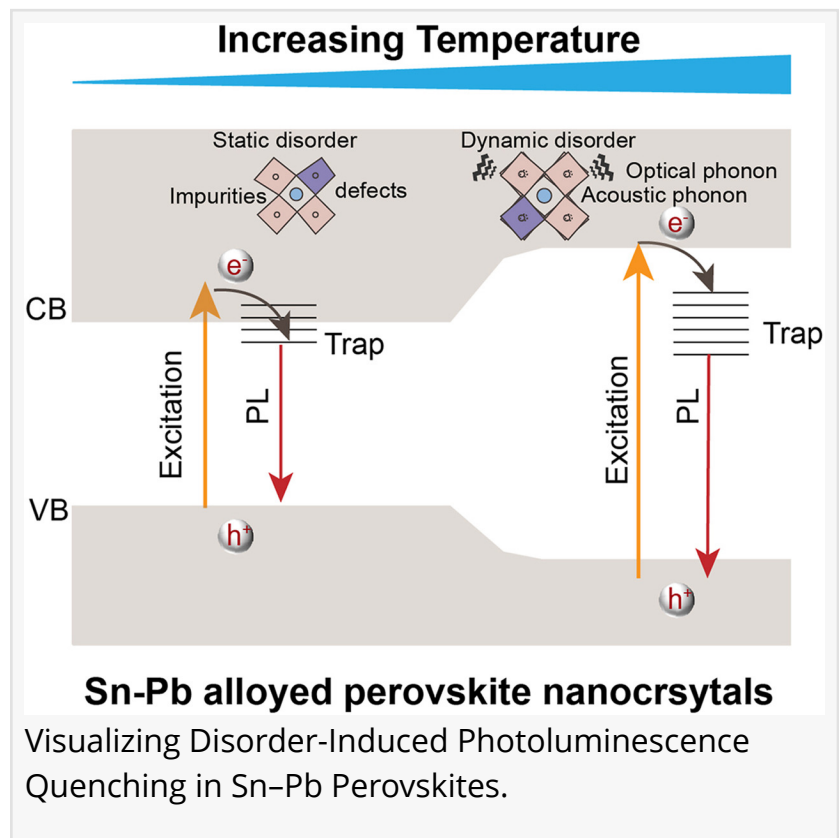 Increasing Temperature
Static disorder
Dynamic disorder
Impurities
defects
Optical phonon
Acoustic phonon
e-
e-
CB
Trap
Trap
Excitation
PL
Excitation
PL
VB
h+
h+
Sn-Pb alloyed perovskite nanocrsytals
Visualizing Disorder-Induced Photoluminescence
Quenching in Sn–Pb Perovskites.